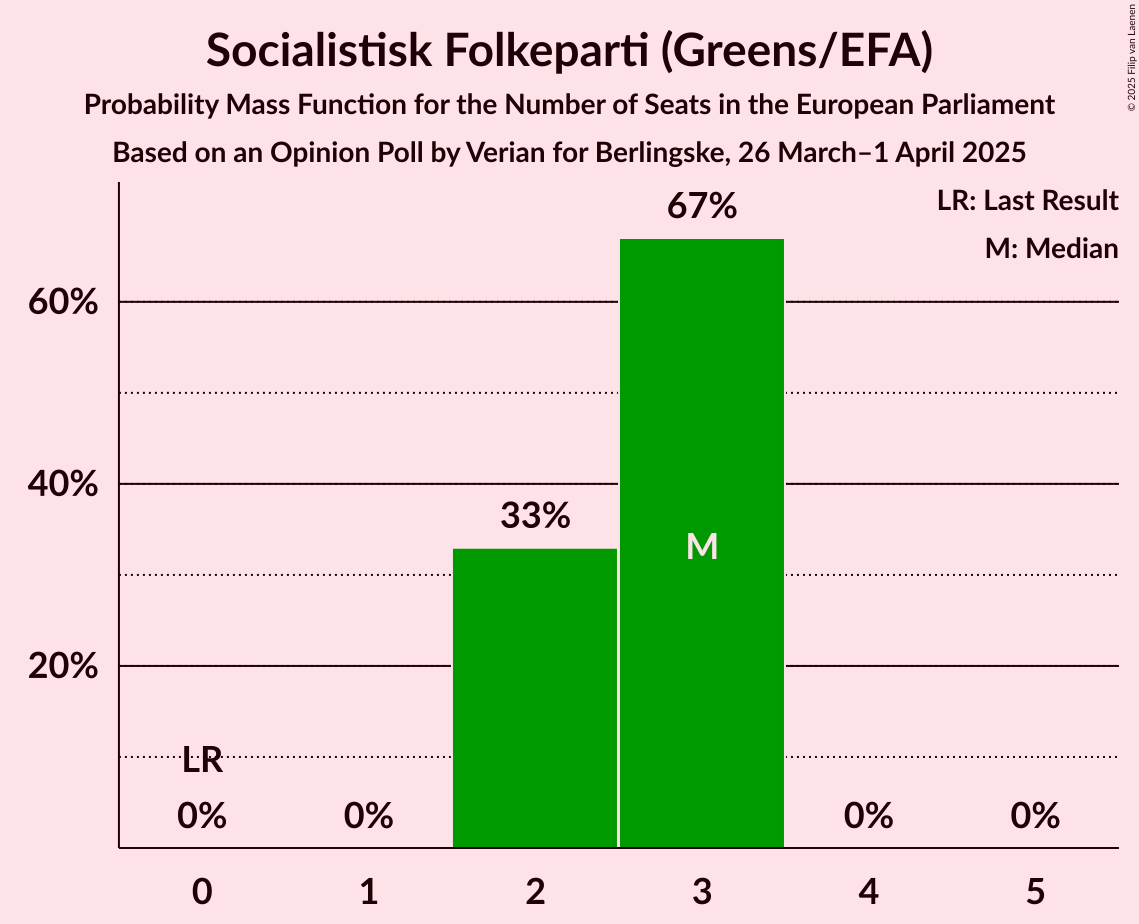 Socialistisk Folkeparti (Greens/EFA)
Probability Mass Function for the Number of Seats in the European Parliament
Based on an Opinion Poll by Verian for Berlingske, 26 March–1 April 2025
© 2025 Filip van Laenen
LR: Last Result
M: Median
67%
60%
40%
33%
M
20%
LR
0%
0%
0%
0%
0
1
2
3
4
5